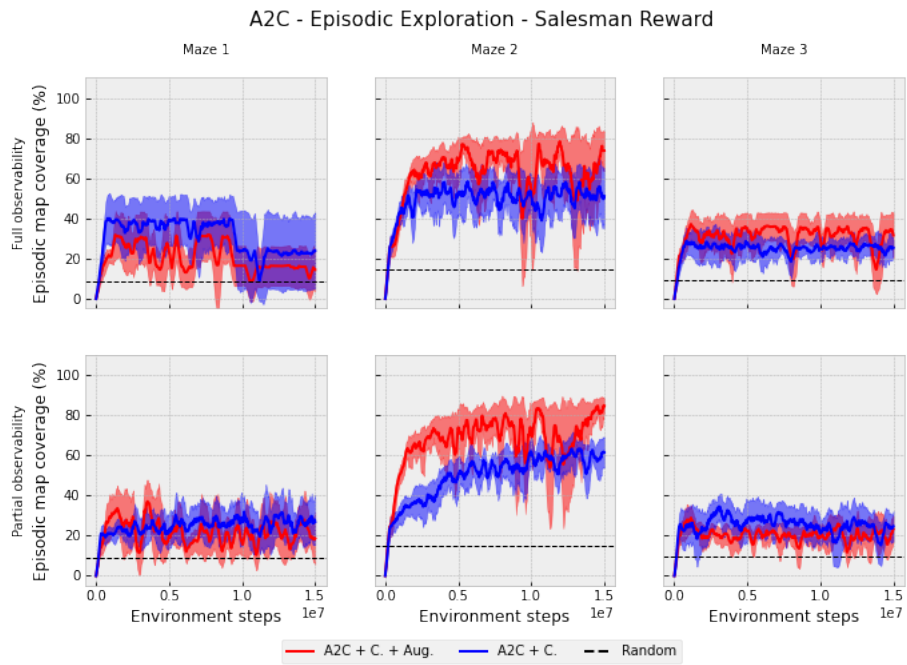 A2C - Episodic Exploration - Salesman Reward
Maze 1
Maze 2
Maze 3
Full observability
Episodic map coverage (%)
100
80
60
40
20
0
Partial observability
Episodic map coverage (%)
100
80
60
40
20
0
0.0 0.5 1.0 1.5
1e7
Environment steps
0.0 0.5 1.0 1.5
1e7
Environment steps
0.0 0.5 1.0 1.5
1e7
Environment steps
A2C + C. + Aug. A2C + C. Random